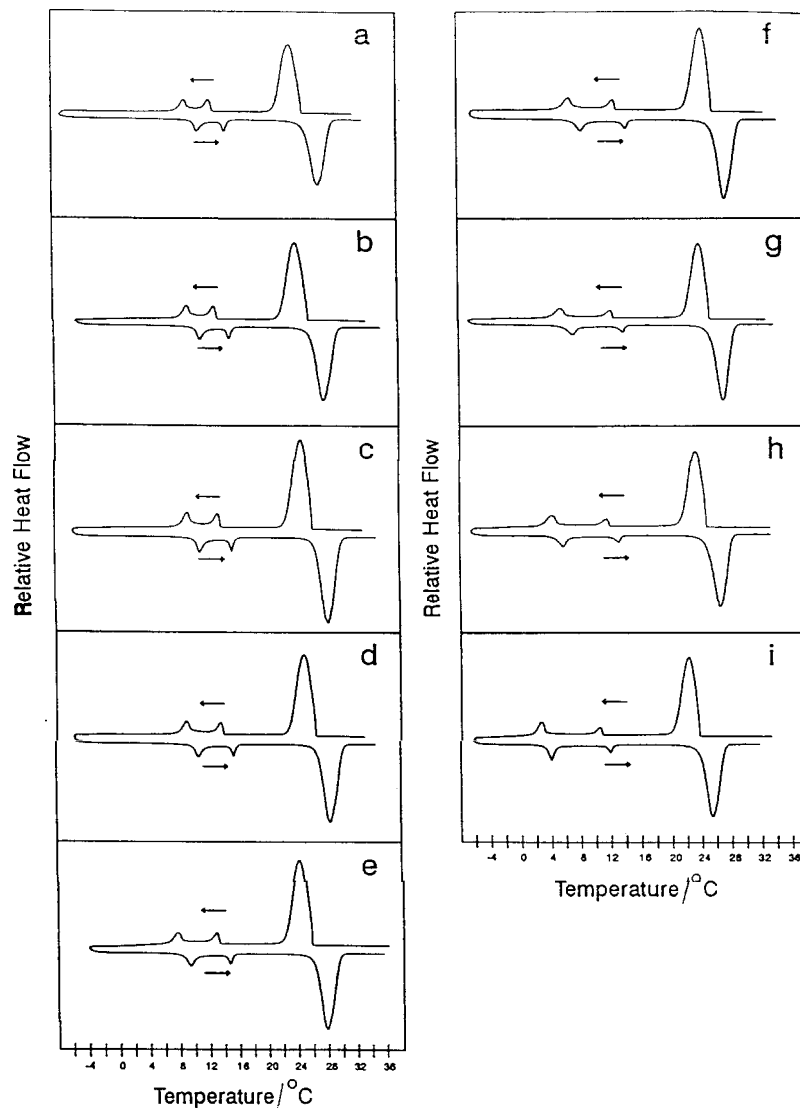 a
b
c
d
e
Relative Heat Flow
-4 0 4 8 12 16 20 24 28 32 36
Temperature/°C
f
g
h
i
Relative Heat Flow
-4 0 4 8 12 16 20 24 28 32 36
Temperature/°C